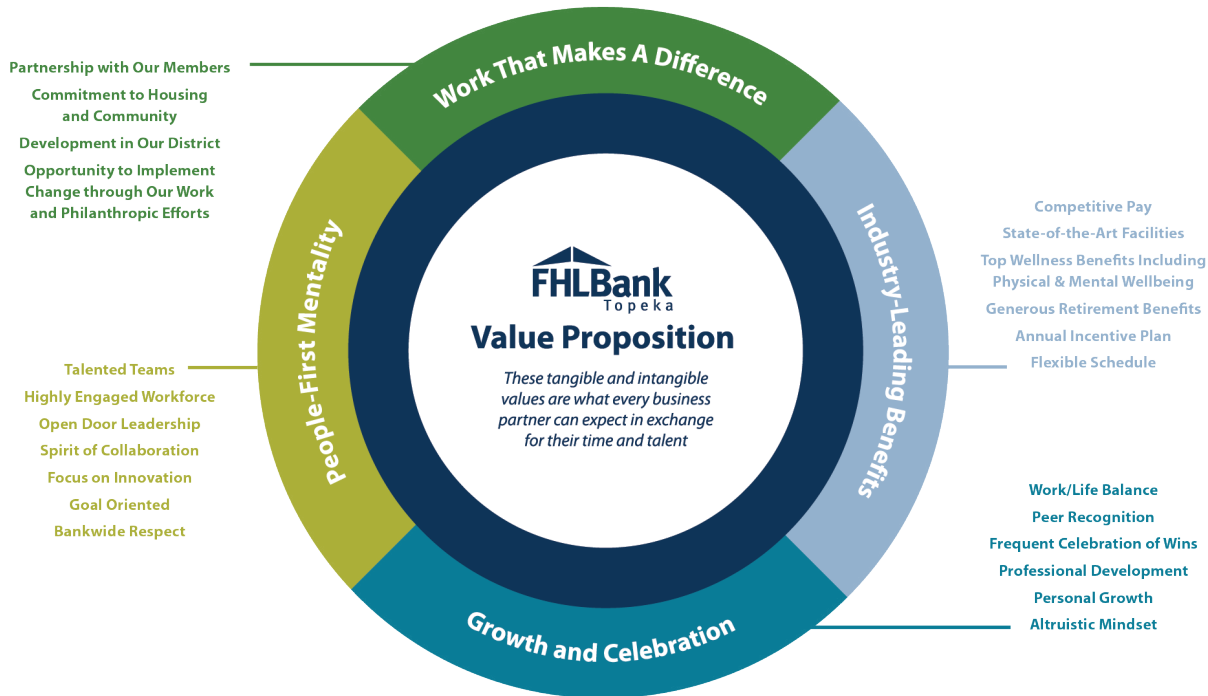 Work That Makes A Difference
Partnership with Our Members
Commitment to Housing
and Community
Development in Our District
Opportunity to Implement
Change through Our Work
and Philanthropic Efforts
Industry-Leading Benefits
Competitive Pay
State-of-the-Art Facilities
Top Wellness Benefits Including
Physical & Mental Wellbeing
Generous Retirement Benefits
Annual Incentive Plan
Flexible Schedule
FHLBank
Topeka
Value Proposition
These tangible and intangible
values are what every business
partner can expect in exchange
for their time and talent
People-First Mentality
Talented Teams
Highly Engaged Workforce
Open Door Leadership
Spirit of Collaboration
Focus on Innovation
Goal Oriented
Bankwide Respect
Growth and Celebration
Work/Life Balance
Peer Recognition
Frequent Celebration of Wins
Professional Development
Personal Growth
Altruistic Mindset